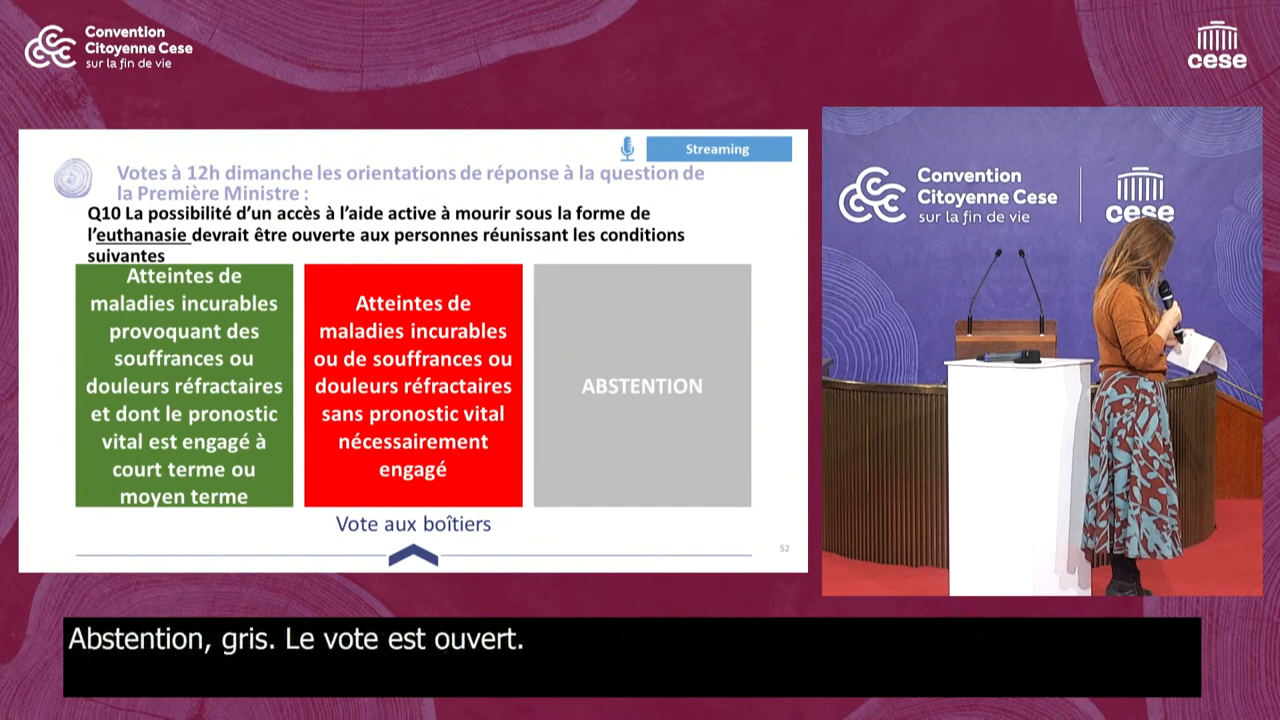 Convention
Citoyenne Cese
sur la fin de vie
cese
Streaming
Votes à 12h dimanche les orientations de réponse à la question de
la Première Ministre :
Q10 La possibilité d’un accès à l’aide active à mourir sous la forme de
l’euthanasie devrait être ouverte aux personnes réunissant les conditions
suivantes
Atteintes de
maladies incurables
provoquant des
souffrances ou
douleurs réfractaires
et dont le pronostic
vital est engagé à
court terme ou
moyen terme
Atteintes de
maladies incurables
ou de souffrances ou
douleurs réfractaires
sans pronostic vital
nécessairement
engagé
ABSTENTION
Vote aux boîtiers
52
Convention
Citoyenne Cese
sur la fin de vie
cese
Abstention, gris. Le vote est ouvert.